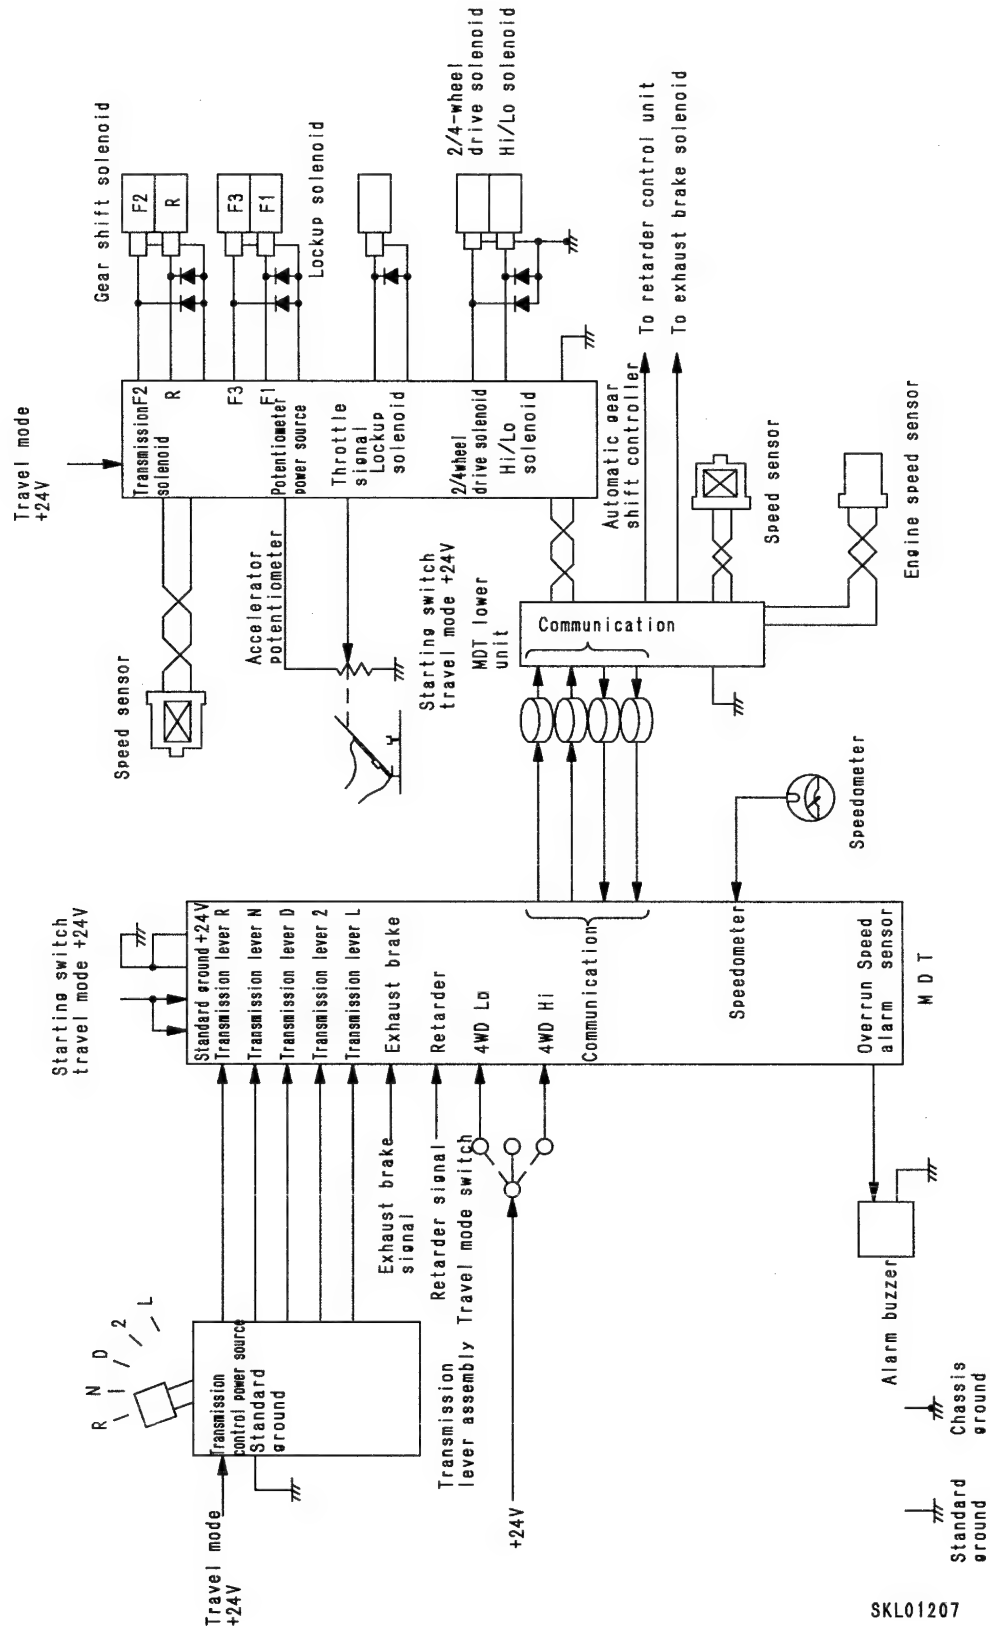 Travel mode
+24V
Gear shift solenoid
F2
R
F3
F1
Lockup solenoid
2/4-wheel
drive solenoid
Hi/Lo solenoid
Transmission
solenoid
F2
R
F3
F1
Potentiometer
power source
Throttle
signal
Lockup
solenoid
2/4wheel
drive solenoid
Hi/Lo
solenoid
Automatic gear
shift controller
To retarder control unit
To exhaust brake solenoid
Speed sensor
Accelerator
potentiometer
Starting switch
travel mode +24V
MDT lower
unit
Communication
Speed sensor
Engine speed sensor
Starting switch
travel mode +24V
Standard ground+24V
Transmission lever R
Transmission lever N
Transmission lever D
Transmission lever 2
Transmission lever L
Exhaust brake
Retarder
4WD Lo
4WD Hi
Communication
Speedometer
Overrun Speed
alarm sensor
MDT
Speedometer
R N D 2 L
Transmission
control power source
Standard
ground
Travel mode
+24V
Exhaust brake
signal
Retarder signal
Travel mode switch
Transmission
lever assembly
+24V
Alarm buzzer
Chassis
ground
Standard
ground
SKL01207